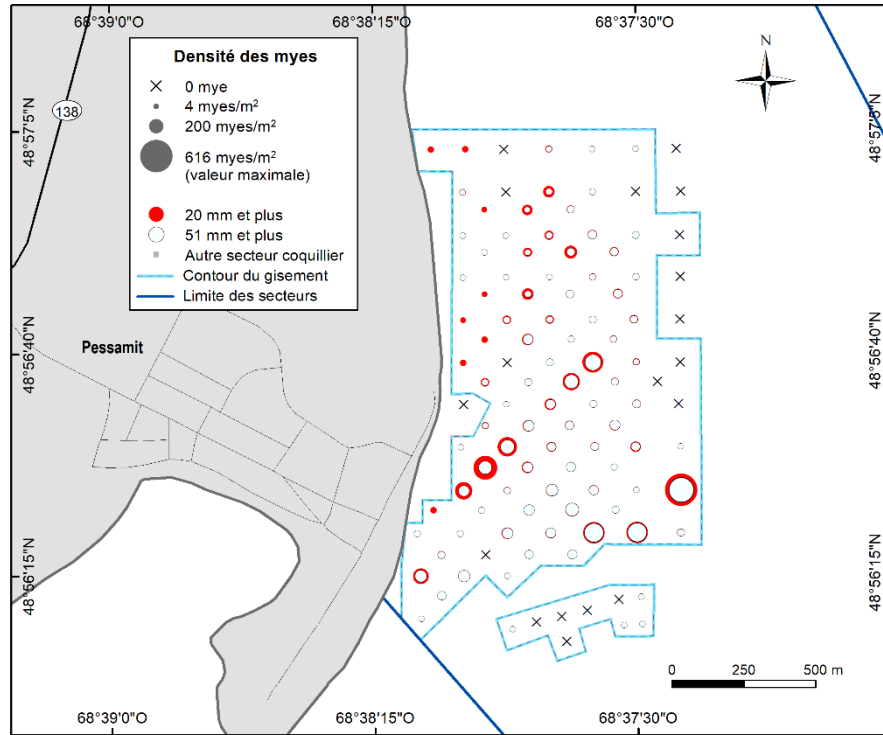 68°39'0"O 68°38'15"O 68°37'30"O
Densité des myes
0 mye
4 myes/m²
200 myes/m²
616 myes/m²
(valeur maximale)
20 mm et plus
51 mm et plus
Autre secteur coquillier
Contour du gisement
Limite des secteurs
138
N
48°57'5"N 48°57'5"N
Pessamit
48°56'40"N 48°56'40"N
48°56'15"N 48°56'15"N
0 250 500 m
68°39'0"O 68°38'15"O 68°37'30"O